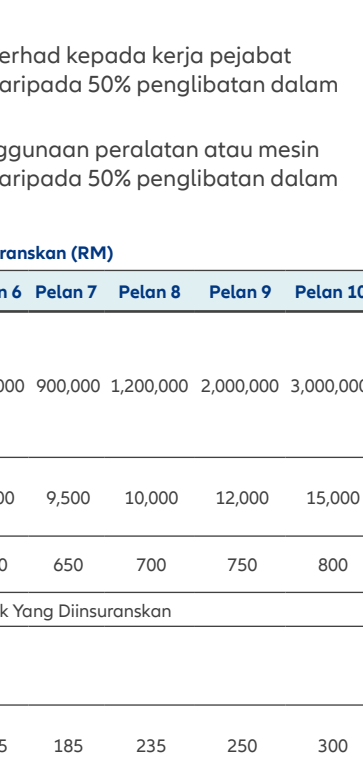 erhad kepada kerja pejabat
aripada 50% penglibatan dalam
ggunaan peralatan atau mesin
aripada 50% penglibatan dalam
ranskan (RM)
n 6 Pelan 7 Pelan 8 Pelan 9 Pelan 10
000 900,000 1,200,000 2,000,000 3,000,000
00 9,500 10,000 12,000 15,000
0 650 700 750 800
k Yang Diinsuranskan
5 185 235 250 300